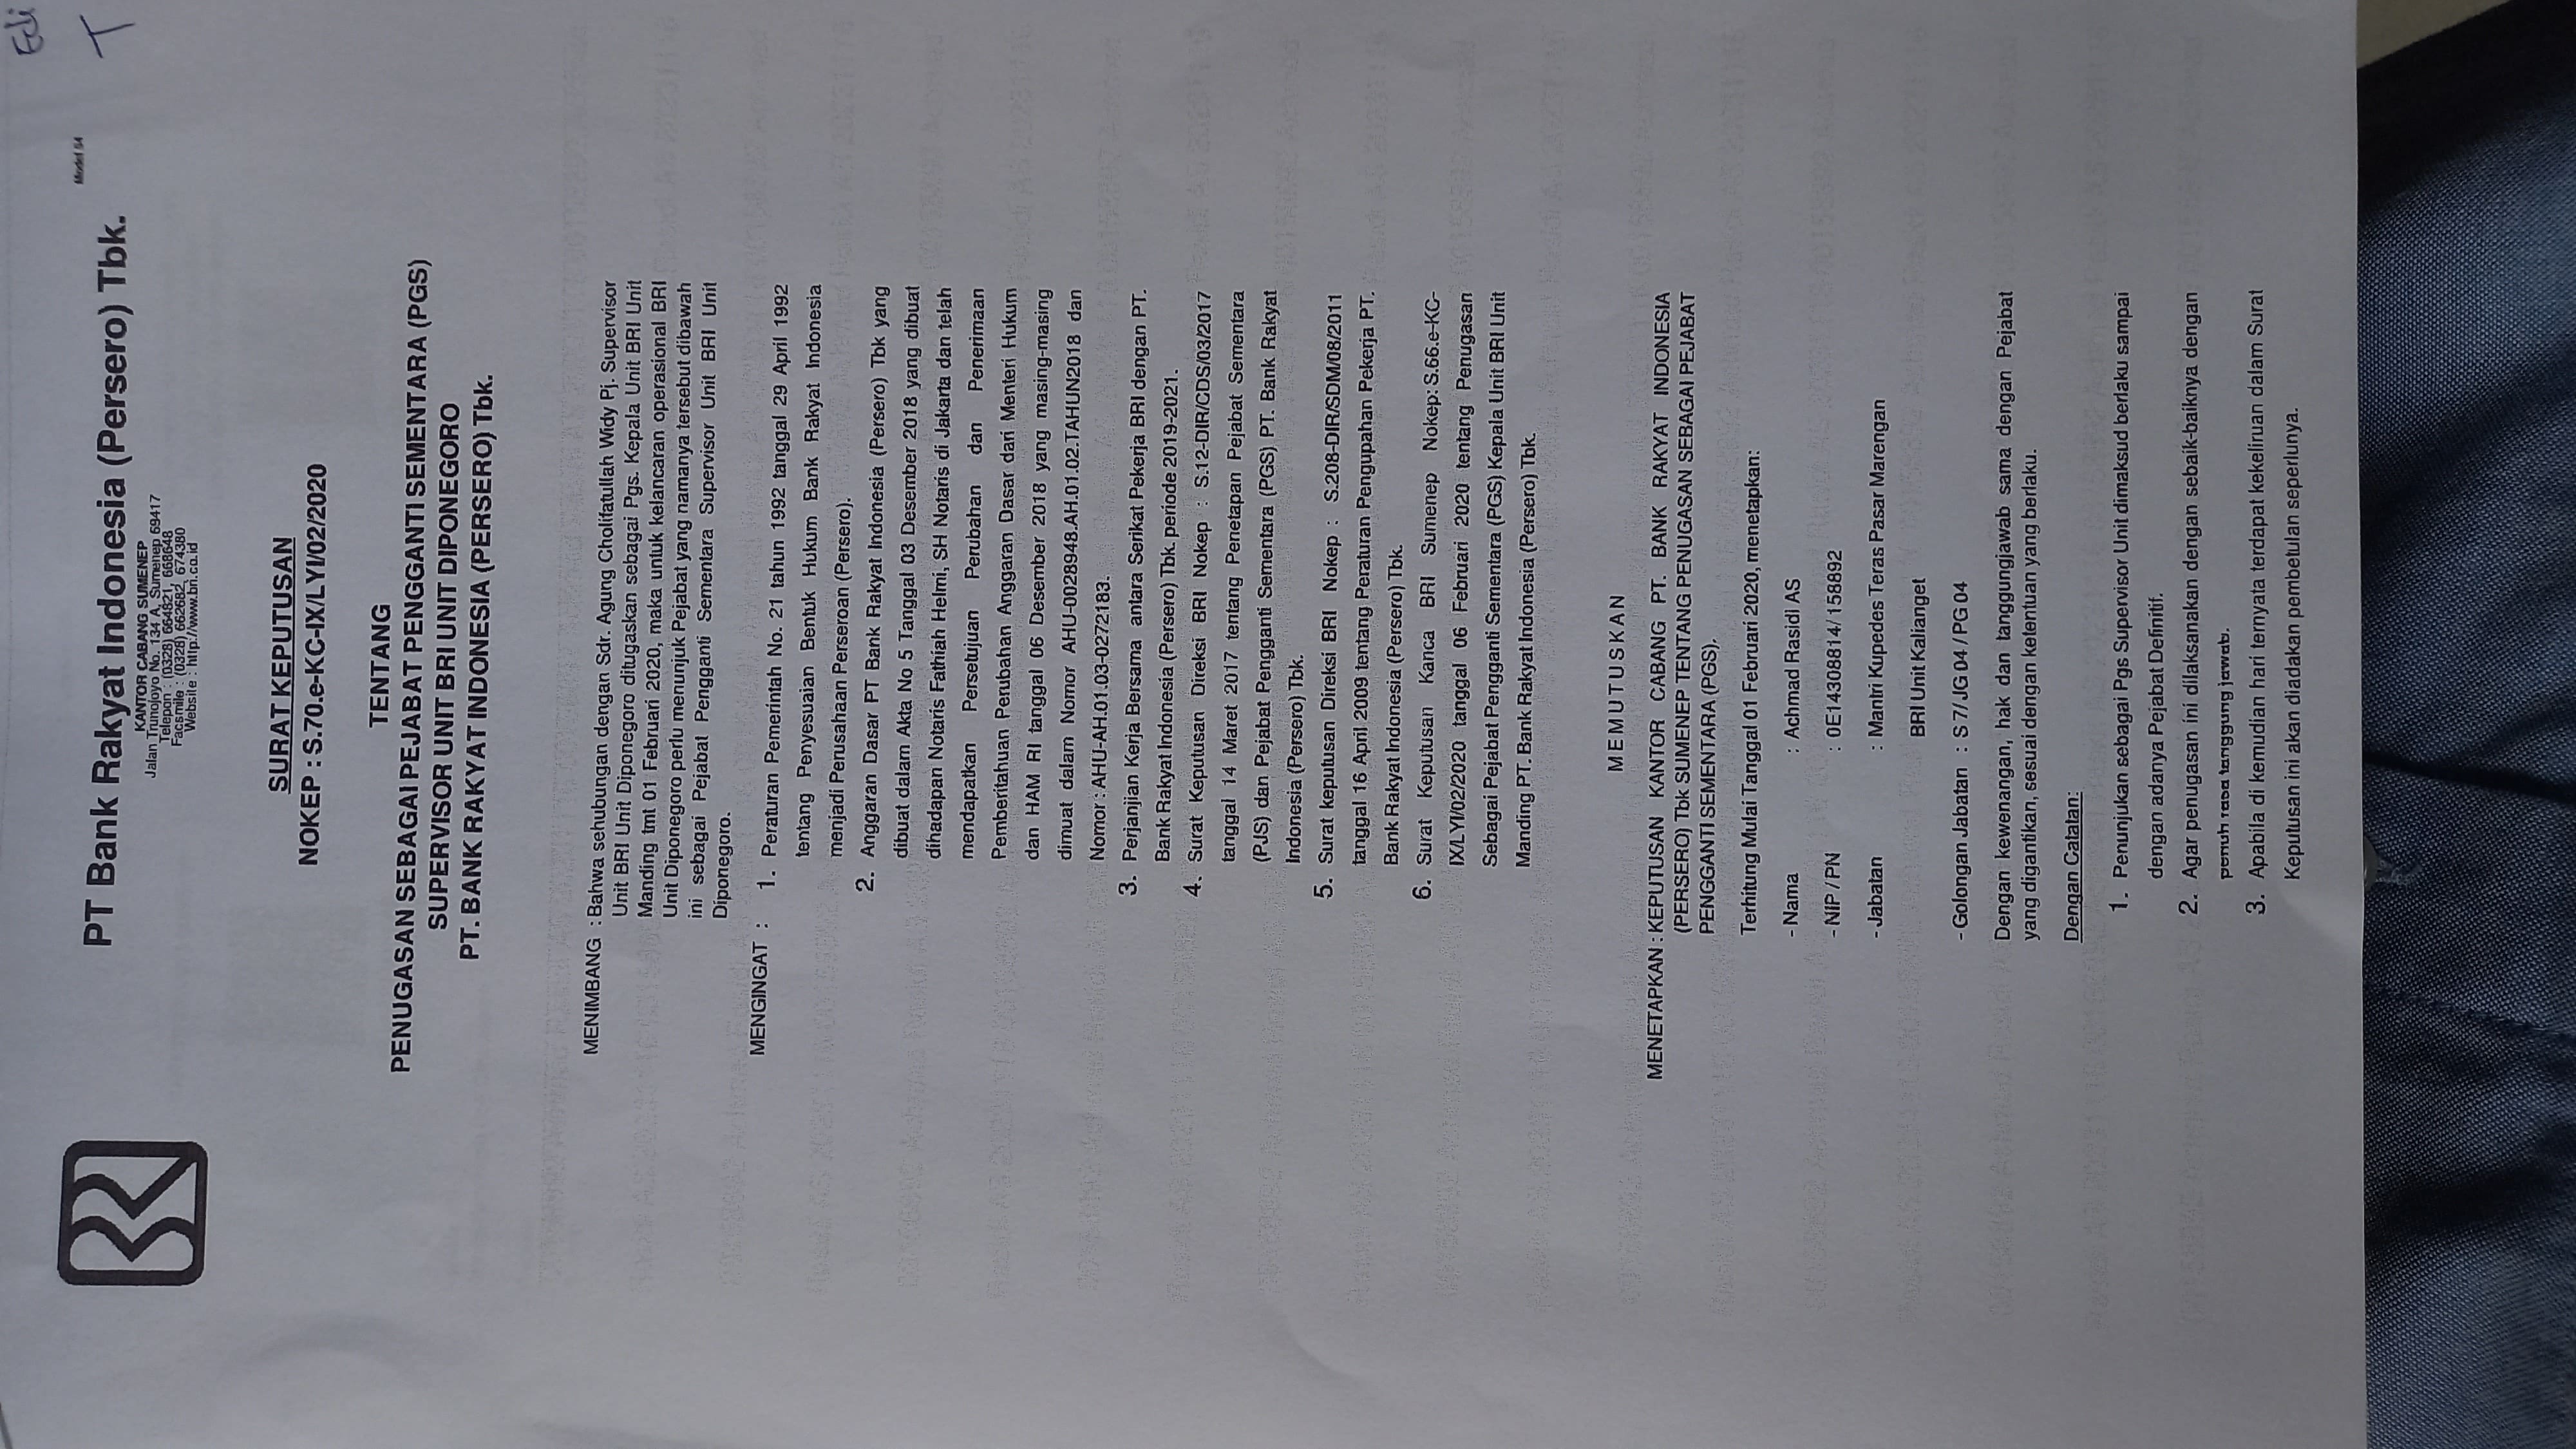 Edi
T
Model 54
BRI
PT Bank Rakyat Indonesia (Persero) Tbk.
KANTOR CABANG SUMENEP
Jalan Trunojoyo No. 134 A, Sumenep 69417
Telepon : (0328) 664821, 668648
Facsmile : (0328) 662682, 674380
Website : http://www.bri.co.id
SURAT KEPUTUSAN
NOKEP : S.70.e-KC-IX/LYI/02/2020
TENTANG
PENUGASAN SEBAGAI PEJABAT PENGGANTI SEMENTARA (PGS)
SUPERVISOR UNIT BRI UNIT DIPONEGORO
PT. BANK RAKYAT INDONESIA (PERSERO) Tbk.
MENIMBANG : Bahwa sehubungan dengan Sdr. Agung Cholifatullah Widy Pj. Supervisor
Unit BRI Unit Diponegoro ditugaskan sebagai Pgs. Kepala Unit BRI Unit
Manding tmt 01 Februari 2020, maka untuk kelancaran operasional BRI
Unit Diponegoro perlu menunjuk Pejabat yang namanya tersebut dibawah
ini sebagai Pejabat Pengganti Sementara Supervisor Unit BRI Unit
Diponegoro.
MENGINGAT : 1. Peraturan Pemerintah No. 21 tahun 1992 tanggal 29 April 1992
tentang Penyesuaian Bentuk Hukum Bank Rakyat Indonesia
menjadi Perusahaan Perseroan (Persero).
2. Anggaran Dasar PT Bank Rakyat Indonesia (Persero) Tbk yang
dibuat dalam Akta No 5 Tanggal 03 Desember 2018 yang dibuat
dihadapan Notaris Fathiah Helmi, SH Notaris di Jakarta dan telah
mendapatkan Persetujuan Perubahan dan Penerimaan
Pemberitahuan Perubahan Anggaran Dasar dari Menteri Hukum
dan HAM RI tanggal 06 Desember 2018 yang masing-masing
dimuat dalam Nomor AHU-0028948.AH.01.02.TAHUN2018 dan
Nomor : AHU-AH.01.03-0272183.
3. Perjanjian Kerja Bersama antara Serikat Pekerja BRI dengan PT.
Bank Rakyat Indonesia (Persero) Tbk. periode 2019-2021.
4. Surat Keputusan Direksi BRI Nokep : S.12-DIR/CDS/03/2017
tanggal 14 Maret 2017 tentang Penetapan Pejabat Sementara
(PJS) dan Pejabat Pengganti Sementara (PGS) PT. Bank Rakyat
Indonesia (Persero) Tbk.
5. Surat keputusan Direksi BRI Nokep : S.208-DIR/SDM/08/2011
tanggal 16 April 2009 tentang Peraturan Pengupahan Pekerja PT.
Bank Rakyat Indonesia (Persero) Tbk.
6. Surat Keputusan Kanca BRI Sumenep Nokep: S.66.e-KC-
IX/LYI/02/2020 tanggal 06 Februari 2020 tentang Penugasan
Sebagai Pejabat Pengganti Sementara (PGS) Kepala Unit BRI Unit
Manding PT. Bank Rakyat Indonesia (Persero) Tbk.
M E M U T U S K A N
MENETAPKAN : KEPUTUSAN KANTOR CABANG PT. BANK RAKYAT INDONESIA
(PERSERO) Tbk SUMENEP TENTANG PENUGASAN SEBAGAI PEJABAT
PENGGANTI SEMENTARA (PGS).
Terhitung Mulai Tanggal 01 Februari 2020, menetapkan:
- Nama : Achmad Rasidi AS
- NIP / PN : 0E14308814 / 158892
- Jabatan : Mantri Kupedes Teras Pasar Marengan
BRI Unit Kalianget
- Golongan Jabatan : S 7/ JG 04 / PG 04
Dengan kewenangan, hak dan tanggungjawab sama dengan Pejabat
yang digantikan, sesuai dengan ketentuan yang berlaku.
Dengan Catatan:
1. Penunjukan sebagai Pgs Supervisor Unit dimaksud berlaku sampai
dengan adanya Pejabat Definitif.
2. Agar penugasan ini dilaksanakan dengan sebaik-baiknya dengan
penuh rasa tanggung jawab.
3. Apabila di kemudian hari ternyata terdapat kekeliruan dalam Surat
Keputusan ini akan diadakan pembetulan seperlunya.